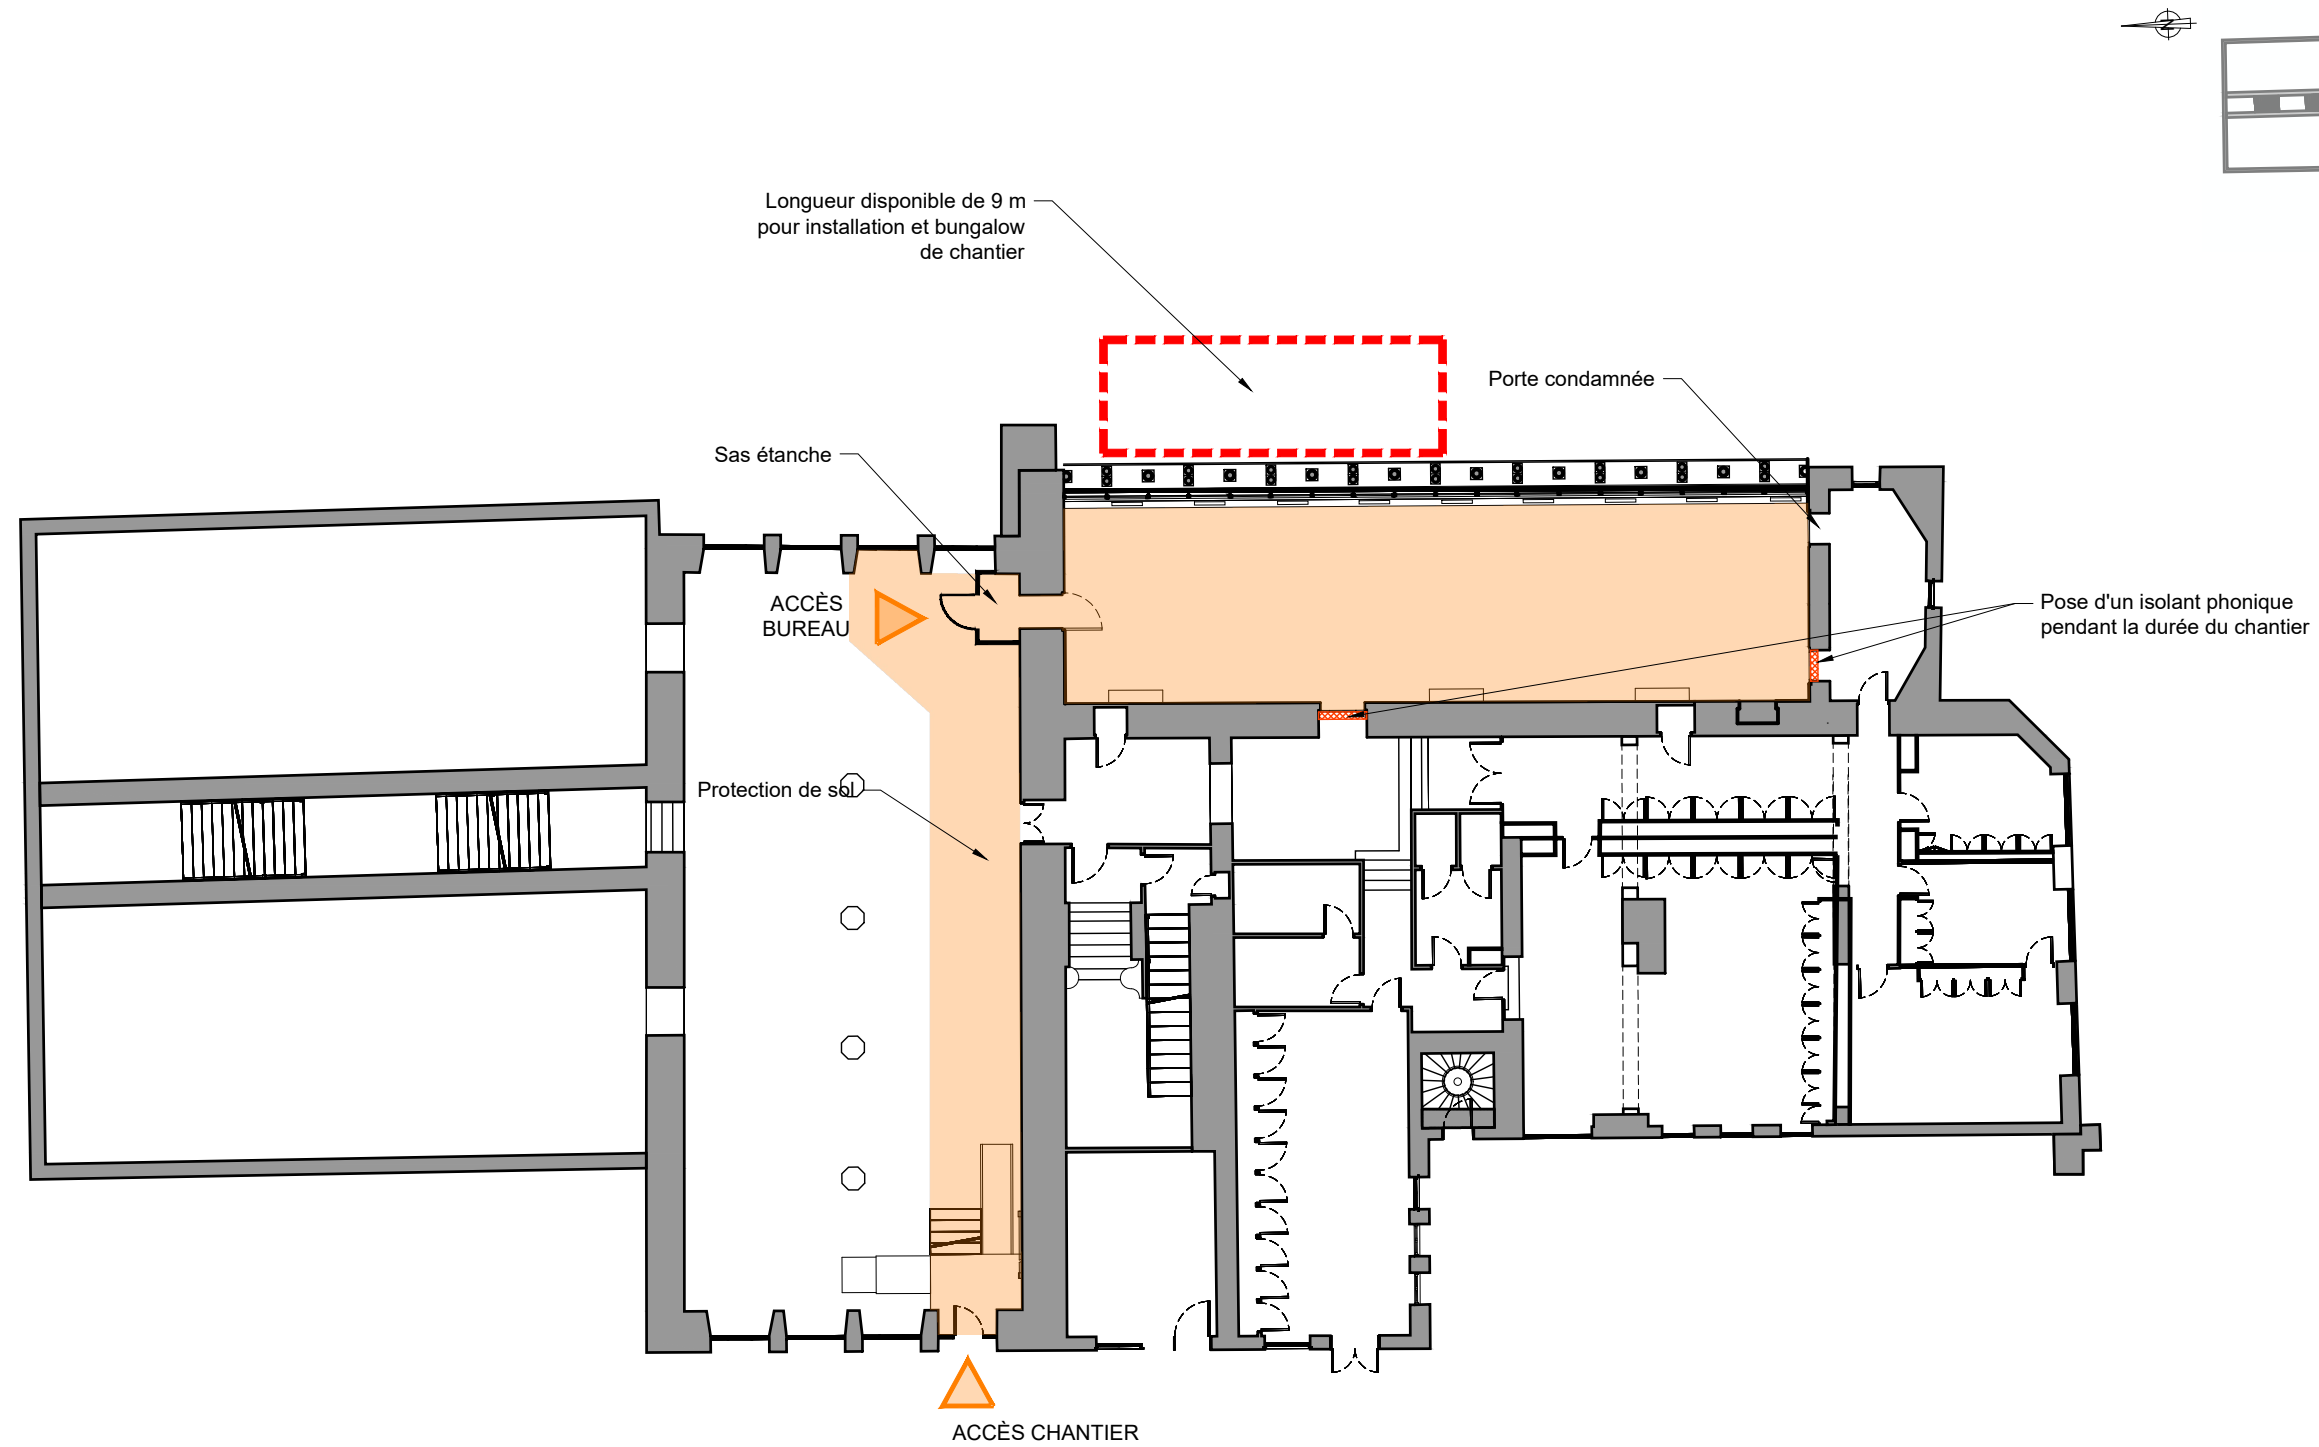 N
Longueur disponible de 9 m
pour installation et bungalow
de chantier
Porte condamnée
Sas étanche
ACCÈS
BUREAU
Pose d'un isolant phonique
pendant la durée du chantier
Protection de sol
ACCÈS CHANTIER